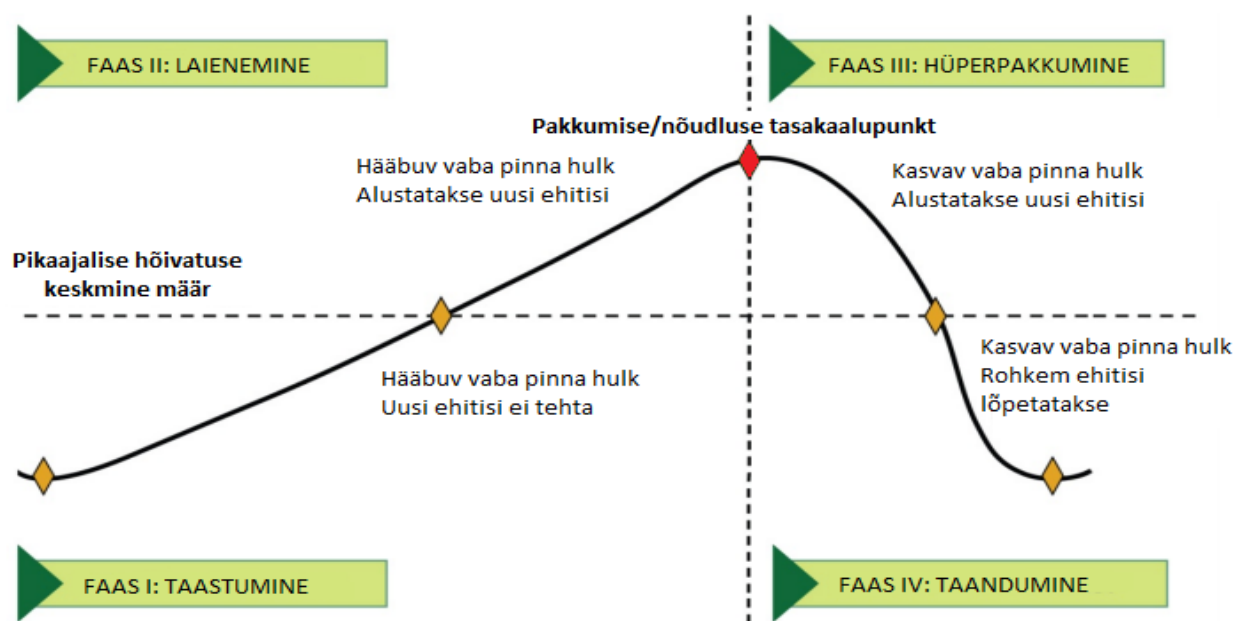 FAAS II: LAIENEMINE
FAAS III: HÜPERPAKKUMINE
Pakkumise/nõudluse tasakaalupunkt
Hääbuv vaba pinna hulk
Alustatakse uusi ehitisi
Kasvav vaba pinna hulk
Alustatakse uusi ehitisi
Pikaajalise hõivatuse
keskmine määr
Hääbuv vaba pinna hulk
Uusi ehitisi ei tehta
Kasvav vaba pinna hulk
Rohkem ehitisi
lõpetatakse
FAAS I: TAASTUMINE
FAAS IV: TAANDUMINE